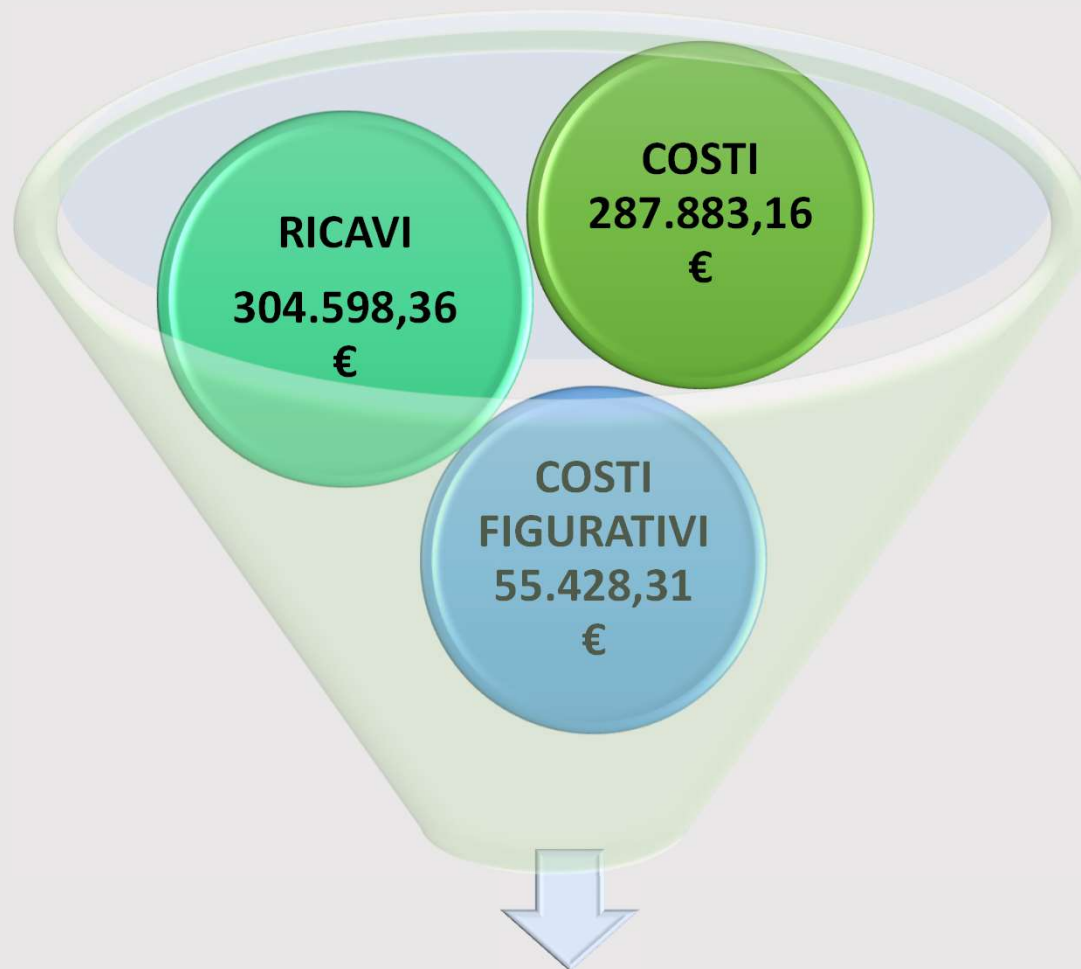 RICAVI
304.598,36
€
COSTI
287.883,16
€
COSTI
FIGURATIVI
55.428,31
€